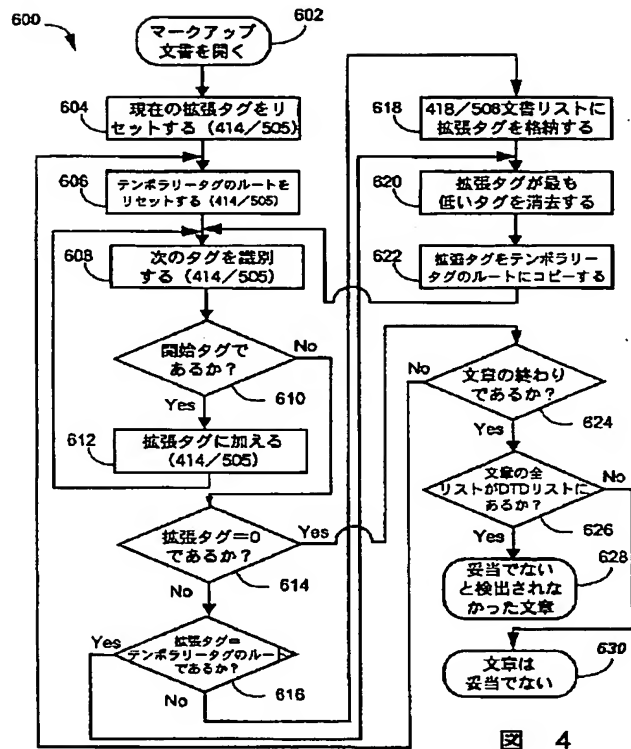 600
602
マークアップ
文書を開く
604
現在の拡張タグをリ
セットする(414/505)
606
テンポラリータグのルートを
リセットする(414/505)
608
次のタグを識別
する(414/505)
開始タグで
あるか?
No
610
Yes
612
拡張タグに加える
(414/505)
拡張タグ=0
であるか?
Yes
614
No
Yes
拡張タグ=
テンポラリータグのルート
であるか?
616
No
618
418/506文書リストに
拡張タグを格納する
620
拡張タグが最も
低いタグを消去する
622
拡張タグをテンポラリー
タグのルートにコピーする
No
文章の終わり
であるか?
624
Yes
文章の全
リストがDTDリストに
あるか?
No
626
Yes
妥当でない
と検出されな
かった文章
628
文章は
妥当でない
630
図 4